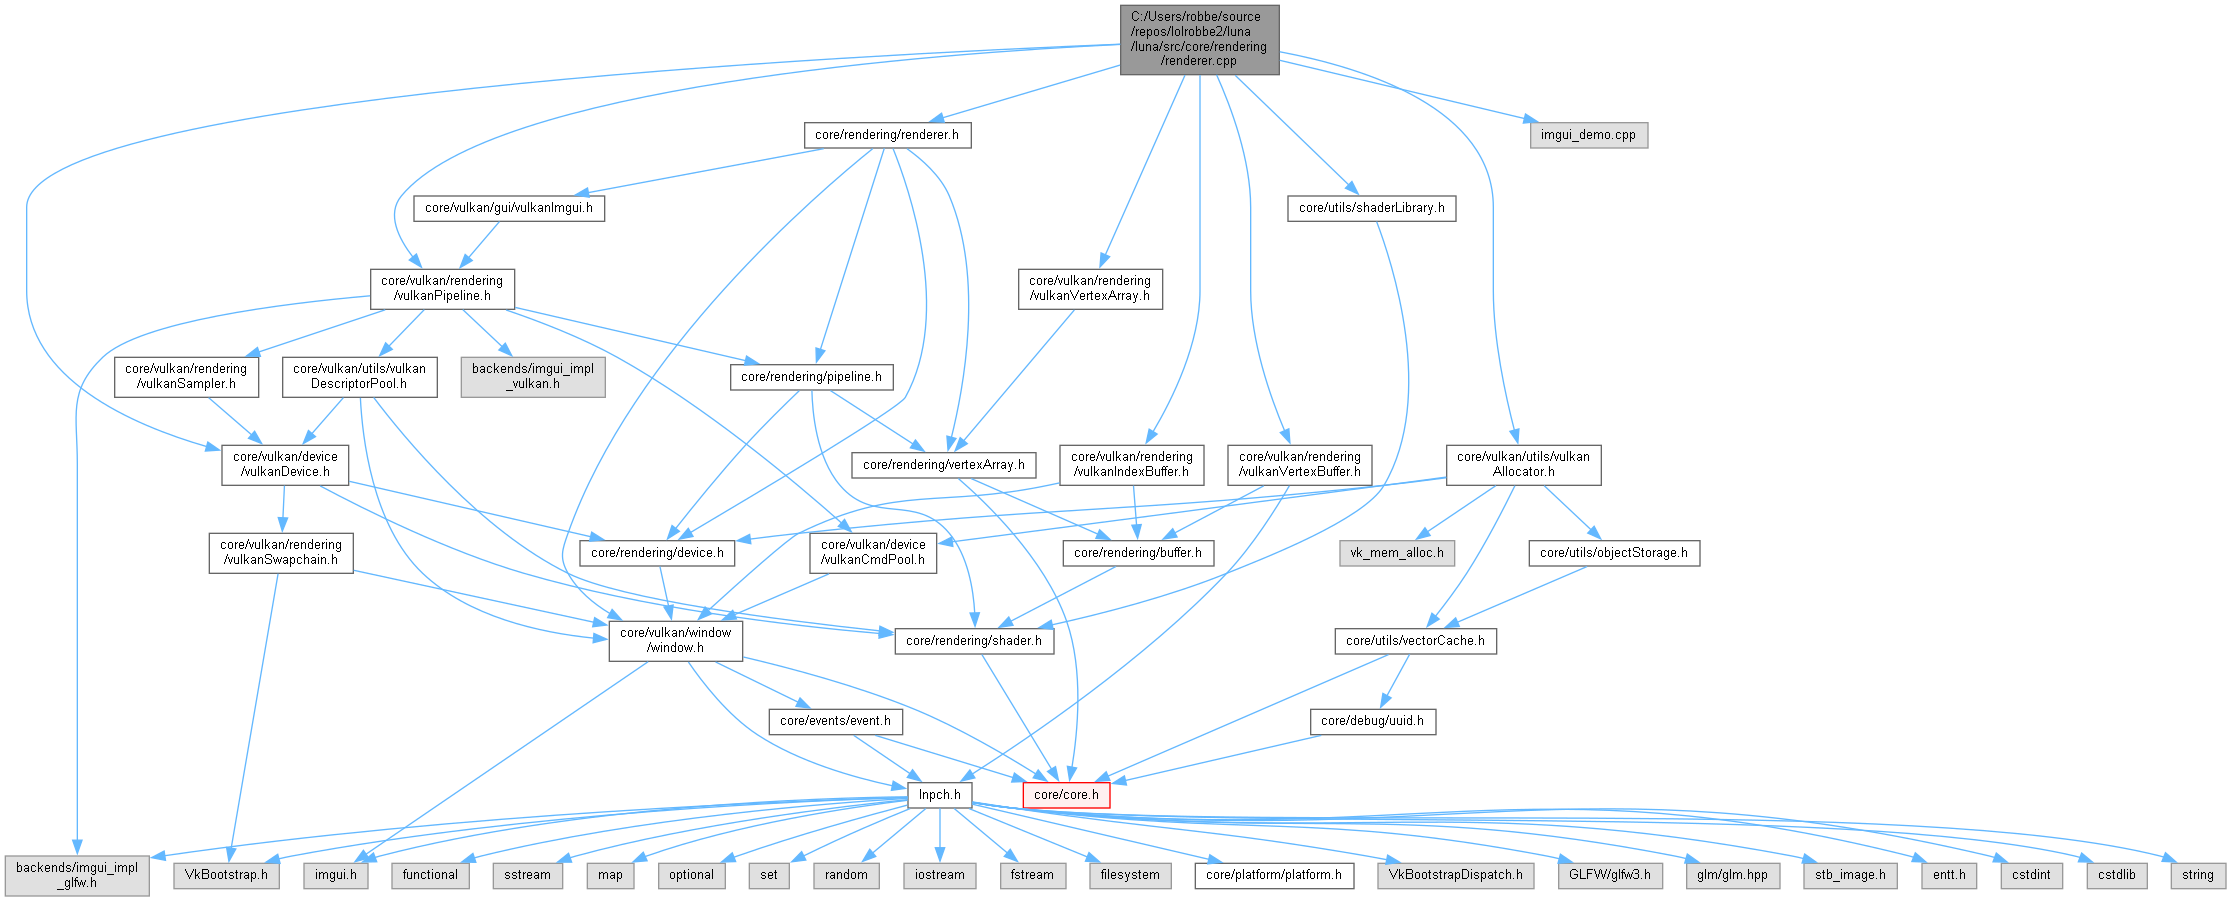 C:/Users/robbe/source
/repos/lolrobbe2/luna
/luna/src/core/rendering
/renderer.cpp
core/rendering/renderer.h
imgui_demo.cpp
core/vulkan/gui/vulkanImgui.h
core/utils/shaderLibrary.h
core/vulkan/rendering
/vulkanPipeline.h
core/vulkan/rendering
/vulkanVertexArray.h
core/vulkan/rendering
/vulkanSampler.h
core/vulkan/utils/vulkan
DescriptorPool.h
backends/imgui_impl
_vulkan.h
core/rendering/pipeline.h
core/vulkan/device
/vulkanDevice.h
core/rendering/vertexArray.h
core/vulkan/rendering
/vulkanIndexBuffer.h
core/vulkan/rendering
/vulkanVertexBuffer.h
core/vulkan/utils/vulkan
Allocator.h
core/vulkan/rendering
/vulkanSwapchain.h
core/rendering/device.h
core/vulkan/device
/vulkanCmdPool.h
core/rendering/buffer.h
vk_mem_alloc.h
core/utils/objectStorage.h
core/vulkan/window
/window.h
core/rendering/shader.h
core/utils/vectorCache.h
core/events/event.h
core/debug/uuid.h
lnpch.h
core/core.h
backends/imgui_impl
_glfw.h
VkBootstrap.h
imgui.h
functional
sstream
map
optional
set
random
iostream
fstream
filesystem
core/platform/platform.h
VkBootstrapDispatch.h
GLFW/glfw3.h
glm/glm.hpp
stb_image.h
entt.h
cstdint
cstdlib
string